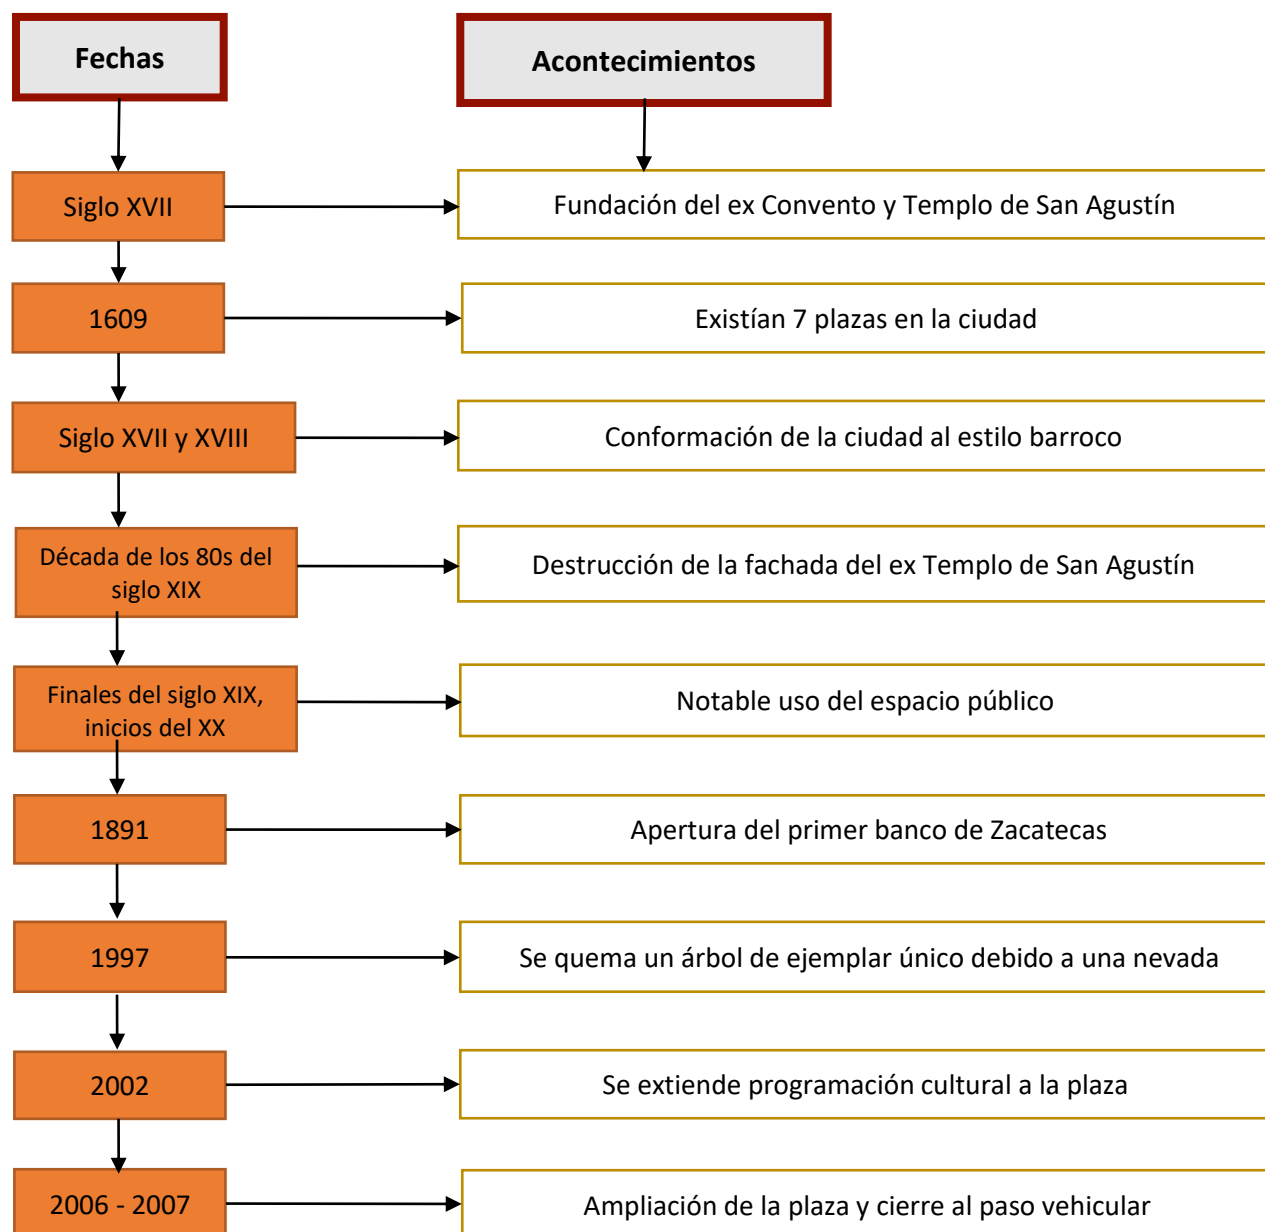 Fechas
Acontecimientos
Siglo XVII
Fundación del ex Convento y Templo de San Agustín
1609
Existían 7 plazas en la ciudad
Siglo XVII y XVIII
Conformación de la ciudad al estilo barroco
Década de los 80s del
siglo XIX
Destrucción de la fachada del ex Templo de San Agustín
Finales del siglo XIX,
inicios del XX
Notable uso del espacio público
1891
Apertura del primer banco de Zacatecas
1997
Se quema un árbol de ejemplar único debido a una nevada
2002
Se extiende programación cultural a la plaza
2006 - 2007
Ampliación de la plaza y cierre al paso vehicular